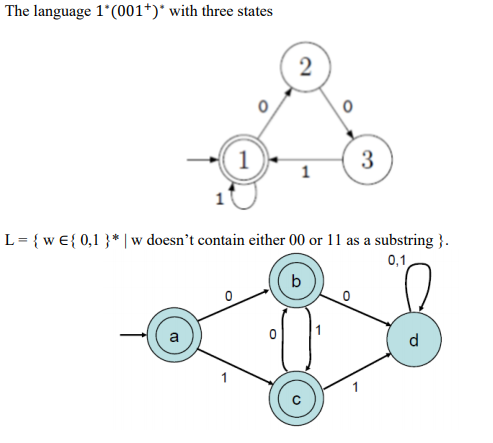 The language 1*(001⁺)* with three states
2
0 0
1 3
1
1
L = { w ∈{ 0,1 }* | w doesn't contain either 00 or 11 as a substring }.
0,1
b
0 0
a 0 1 d
1 1
c